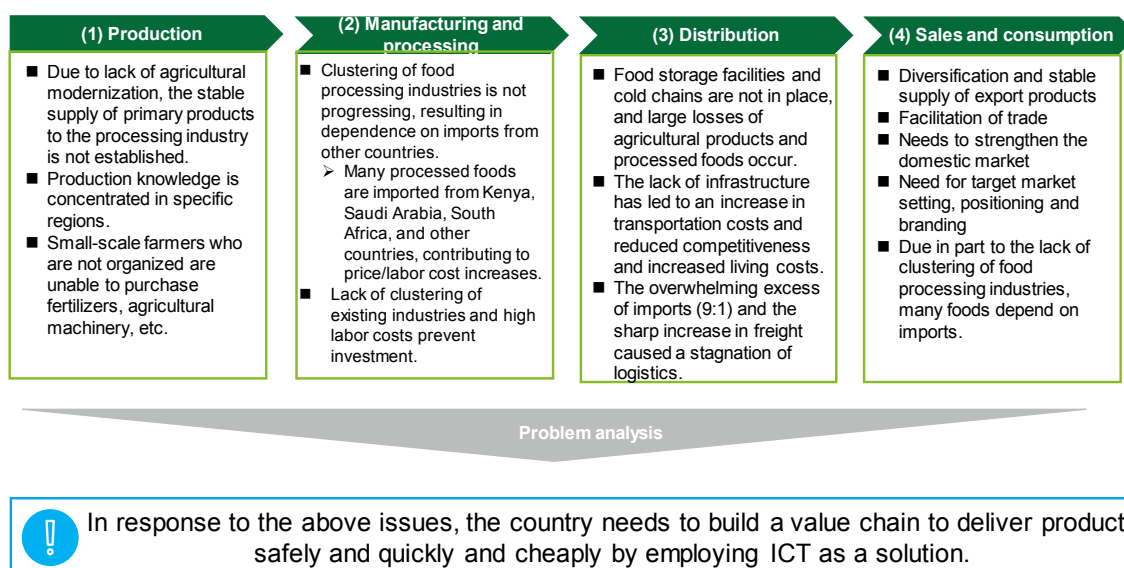 (1) Production
(2) Manufacturing and
processing
(3) Distribution
(4) Sales and consumption
■ Due to lack of agricultural
modernization, the stable
supply of primary products
to the processing industry
is not established.
■ Production knowledge is
concentrated in specific
regions.
■ Small-scale farmers who
are not organized are
unable to purchase
fertilizers, agricultural
machinery, etc.
■ Clustering of food
processing industries is not
progressing, resulting in
dependence on imports from
other countries.
➢ Many processed foods
are imported from Kenya,
Saudi Arabia, South
Africa, and other
countries, contributing to
price/labor cost increases.
■ Lack of clustering of
existing industries and high
labor costs prevent
investment.
■ Food storage facilities and
cold chains are not in place,
and large losses of
agricultural products and
processed foods occur.
■ The lack of infrastructure
has led to an increase in
transportation costs and
reduced competitiveness
and increased living costs.
■ The overwhelming excess
of imports (9:1) and the
sharp increase in freight
caused a stagnation of
logistics.
■ Diversification and stable
supply of export products
■ Facilitation of trade
■ Needs to strengthen the
domestic market
■ Need for target market
setting, positioning and
branding
■ Due in part to the lack of
clustering of food
processing industries,
many foods depend on
imports.
Problem analysis
In response to the above issues, the country needs to build a value chain to deliver product
safely and quickly and cheaply by employing ICT as a solution.